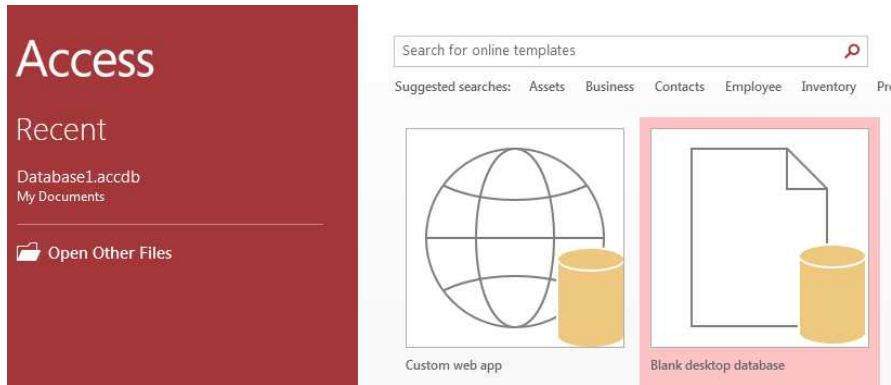 Access
Recent
Database1.accdb
My Documents
Open Other Files
Search for online templates
Suggested searches: Assets Business Contacts Employee Inventory
Custom web app
Blank desktop database